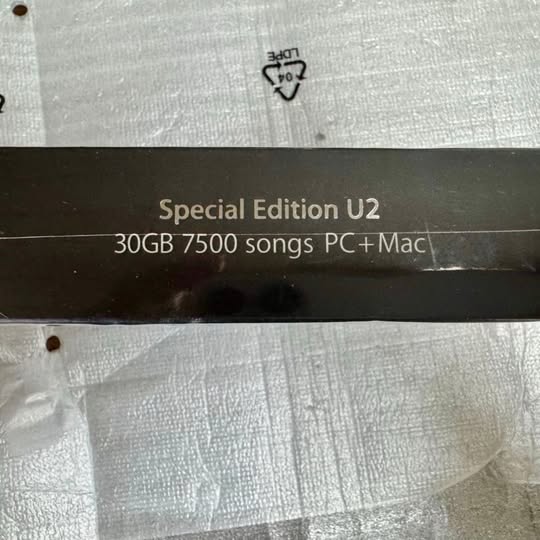 LDPE
04
Special Edition U2
30GB 7500 songs PC+Mac